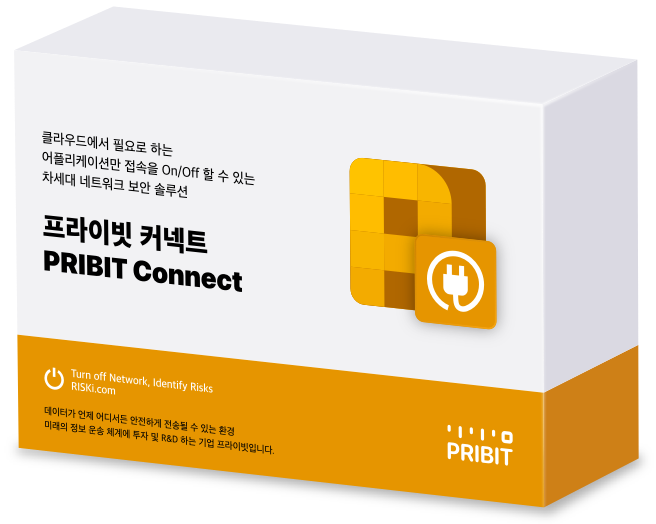 클라우드에서 필요로 하는
어플리케이션만 접속을 On/Off 할 수 있는
차세대 네트워크 보안 솔루션
프라이빗 커넥트
PRIBIT Connect
Turn off Network, Identify Risks
RISKi.com
데이터가 언제 어디서든 안전하게 전송될 수 있는 환경
미래의 정보 운송 체계에 투자 및 R&D 하는 기업 프라이빗입니다.
PRIBIT